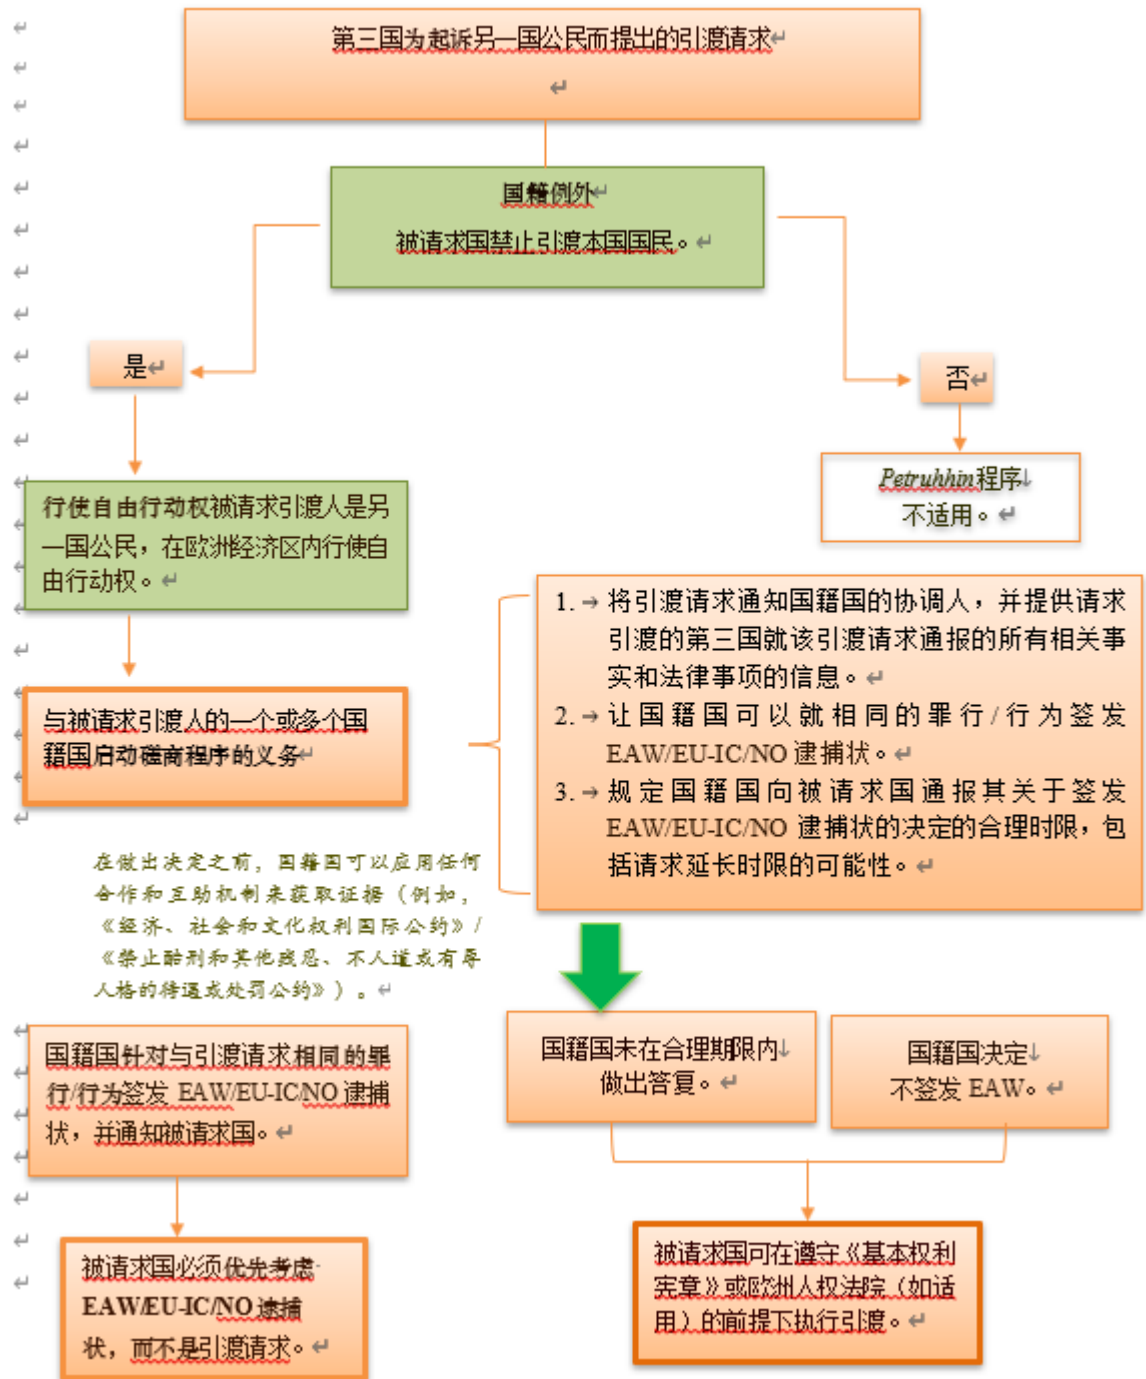 第三国为起诉另一国公民而提出的引渡请求
国籍例外
被请求国禁止引渡本国国民。
是
否
Petruhhin程序
不适用。
行使自由行动权被请求引渡人是另
一国公民，在欧洲经济区内行使自
由行动权。
与被请求引渡人的一个或多个国
籍国启动磋商程序的义务
1. → 将引渡请求通知国籍国的协调人，并提供请求
引渡的第三国就该引渡请求通报的所有相关事
实和法律事项的信息。
2. → 让国籍国可以就相同的罪行/行为签发
EAW/EU-IC/NO 逮捕状。
3. → 规定国籍国向被请求国通报其关于签发
EAW/EU-IC/NO 逮捕状的决定的合理时限，包
括请求延长时限的可能性。
在做出决定之前，国籍国可以应用任何
合作和互助机制来获取证据（例如，
《经济、社会和文化权利国际公约》/
《禁止酷刑和其他残忍、不人道或有辱
人格的待遇或处罚公约》）。
国籍国针对与引渡请求相同的罪
行/行为签发 EAW/EU-IC/NO 逮捕
状，并通知被请求国。
国籍国未在合理期限内
做出答复。
国籍国决定
不签发 EAW。
被请求国必须优先考虑
EAW/EU-IC/NO 逮捕
状，而不是引渡请求。
被请求国可在遵守《基本权利
宪章》或欧洲人权法院（如适
用）的前提下执行引渡。